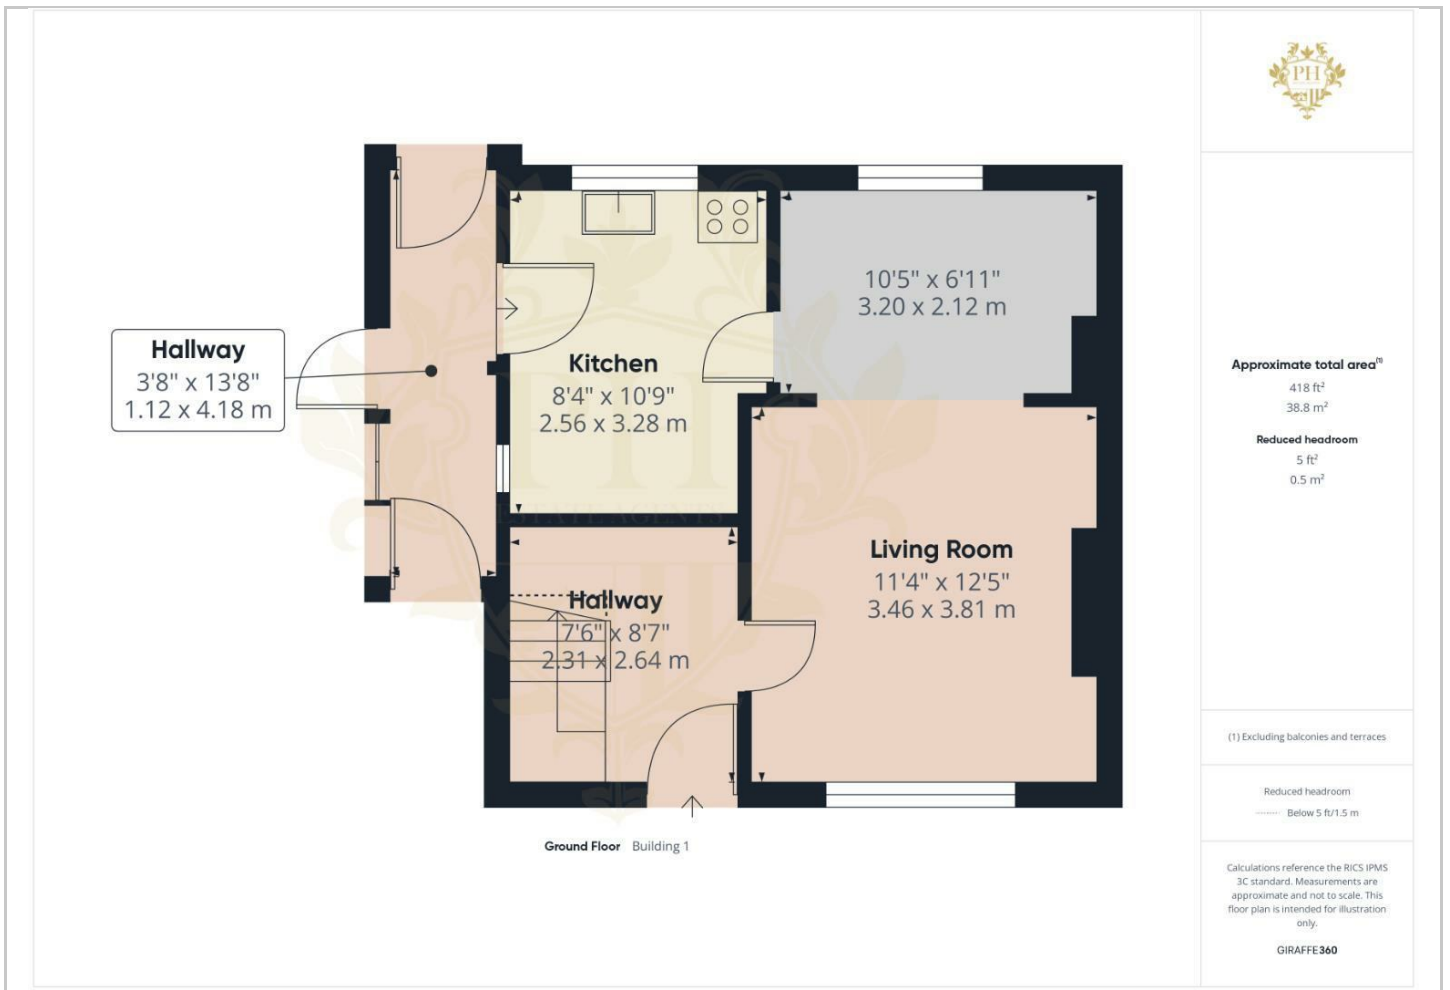 PH
10'5" x 6'11"
3.20 x 2.12 m
Hallway
3'8" x 13'8"
1.12 x 4.18 m
Kitchen
8'4" x 10'9"
2.56 x 3.28 m
PH
ESTATE AGENTS
Living Room
11'4" x 12'5"
3.46 x 3.81 m
Hallway
7'6" x 8'7"
2.31 x 2.64 m
Ground Floor Building 1
Approximate total area(1)
418 ft²
38.8 m²
Reduced headroom
5 ft²
0.5 m²
(1) Excluding balconies and terraces
Reduced headroom
Below 5 ft/1.5 m
Calculations reference the RICS IPMS
3C standard. Measurements are
approximate and not to scale. This
floor plan is intended for illustration
only.
GIRAFFE360